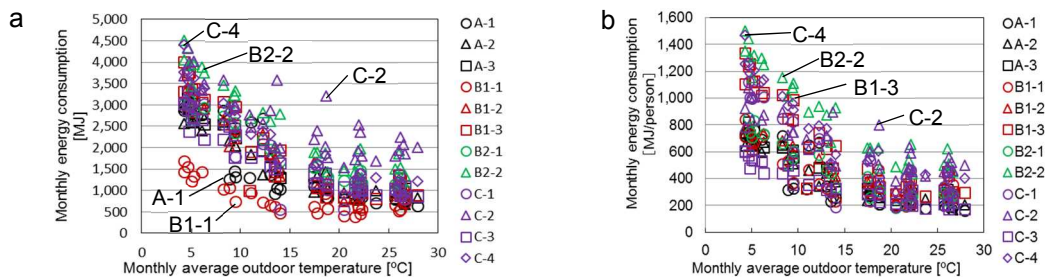 a
Monthly energy consumption
[MJ]
5,000
4,500
4,000
3,500
3,000
2,500
2,000
1,500
1,000
500
0
0 5 10 15 20 25 30
Monthly average outdoor temperature [°C]
C-4
B2-2
C-2
A-1
B1-1
A-1
A-2
A-3
B1-1
B1-2
B1-3
B2-1
B2-2
C-1
C-2
C-3
C-4
b
Monthly energy consumption
[MJ/person]
1,600
1,400
1,200
1,000
800
600
400
200
0
0 5 10 15 20 25 30
Monthly average outdoor temperature [°C]
C-4
B2-2
B1-3
C-2
A-1
A-2
A-3
B1-1
B1-2
B1-3
B2-1
B2-2
C-1
C-2
C-3
C-4